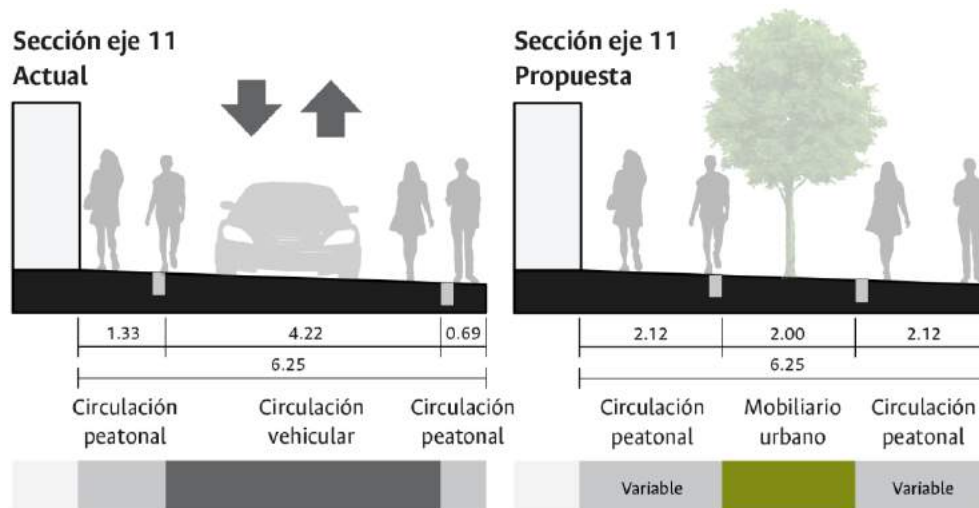 Sección eje 11
Actual
1.33
4.22
0.69
6.25
Circulación
peatonal
Circulación
vehicular
Circulación
peatonal
Sección eje 11
Propuesta
2.12
2.00
2.12
6.25
Circulación
peatonal
Mobiliario
urbano
Circulación
peatonal
Variable
Variable